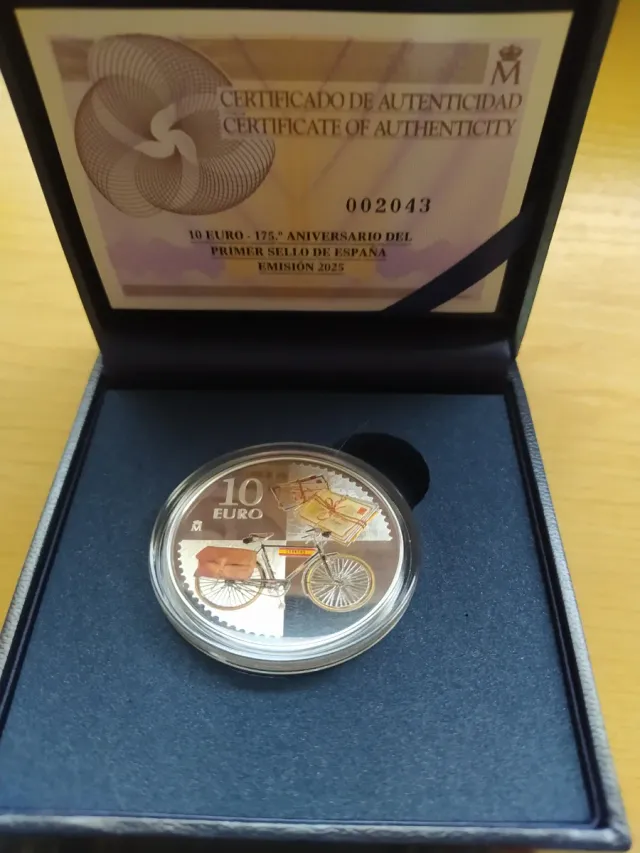 M
CERTIFICADO DE AUTENTICIDAD
CERTIFICATE OF AUTHENTICITY
002043
10 EURO - 175.º ANIVERSARIO DEL
PRIMER SELLO DE ESPAÑA
EMISIÓN 2025
10
EURO
M